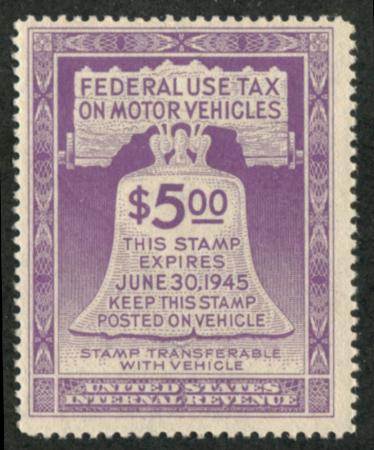 FEDERAL USE TAX
ON MOTOR VEHICLES
$5.00
THIS STAMP
EXPIRES
JUNE 30, 1945
KEEP THIS STAMP
POSTED ON VEHICLE
STAMP TRANSFERABLE
WITH VEHICLE
UNITED STATES
INTERNAL REVENUE